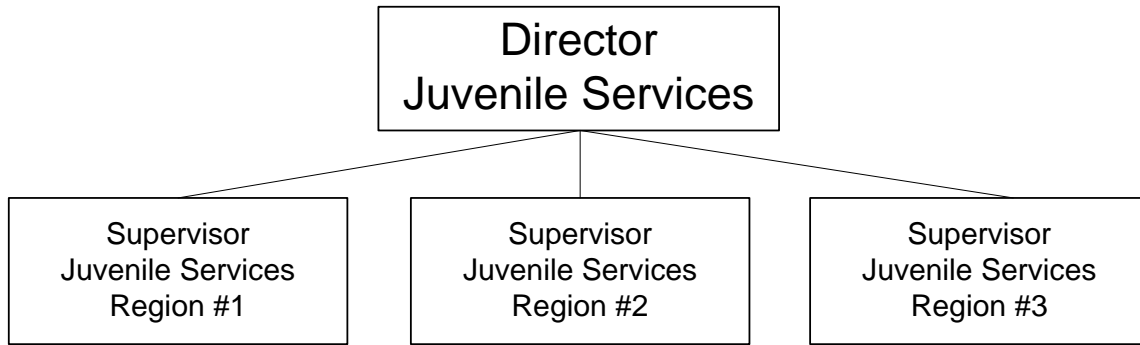 Director
Juvenile Services
Supervisor
Juvenile Services
Region #1
Supervisor
Juvenile Services
Region #2
Supervisor
Juvenile Services
Region #3